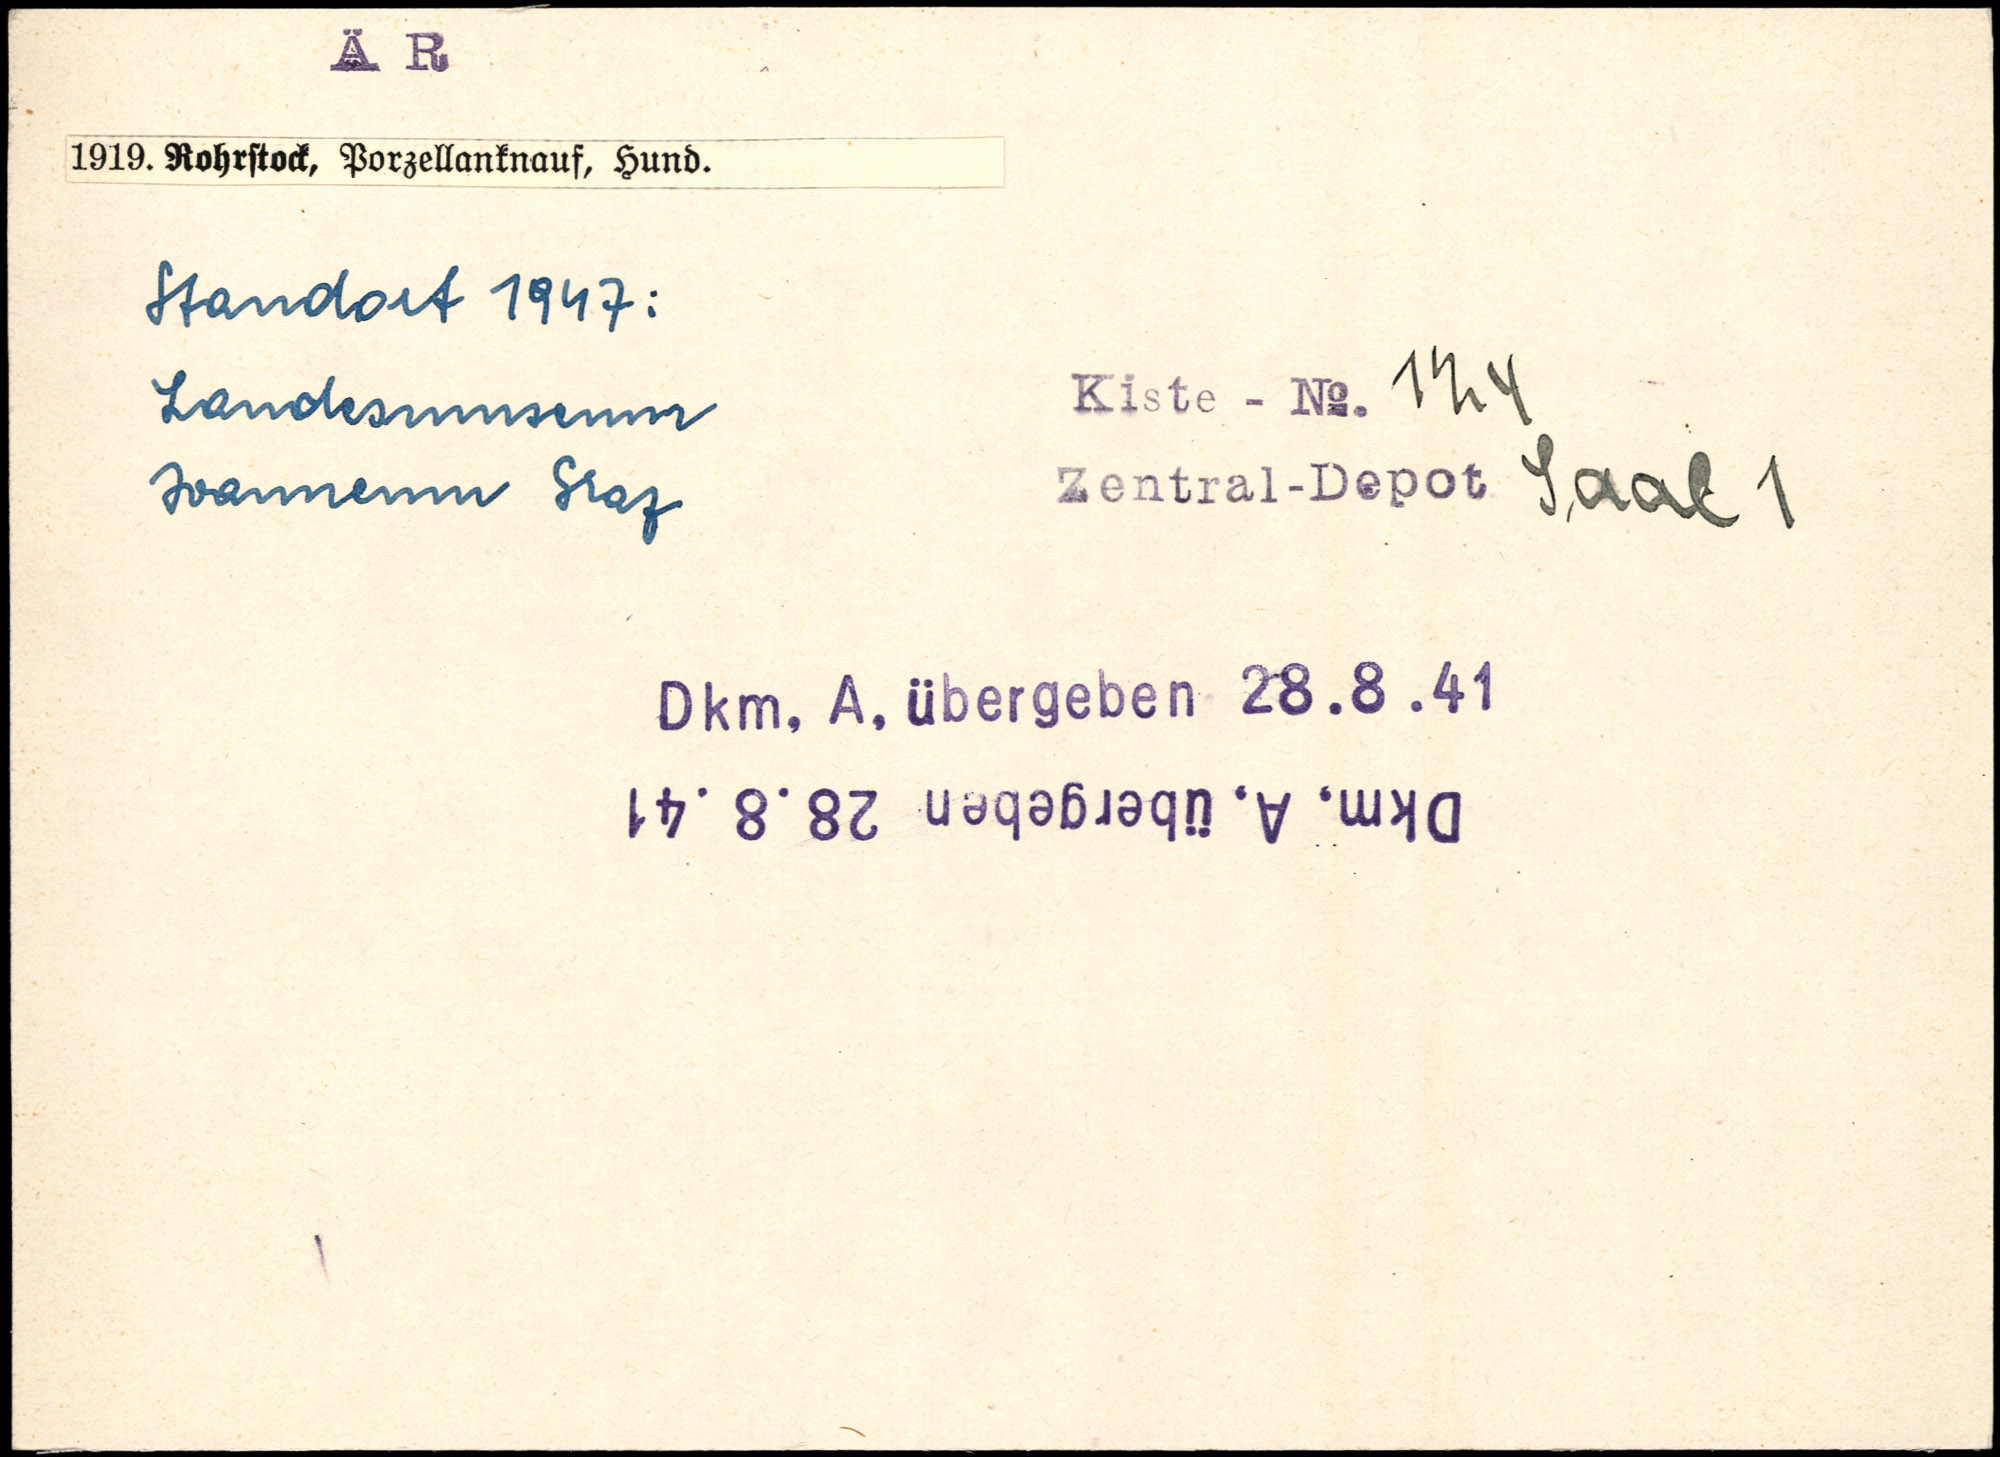 ÄR
1919. Rohrstock, Porzellanknauf, Hund.
Standort 1947:
Landesmuseum
Joanneum Graz
Kiste - No.
Zentral-Depot Saal 1
Dkm. A. übergeben 28.8.41
Dkm. A. übergeben 28.8.41